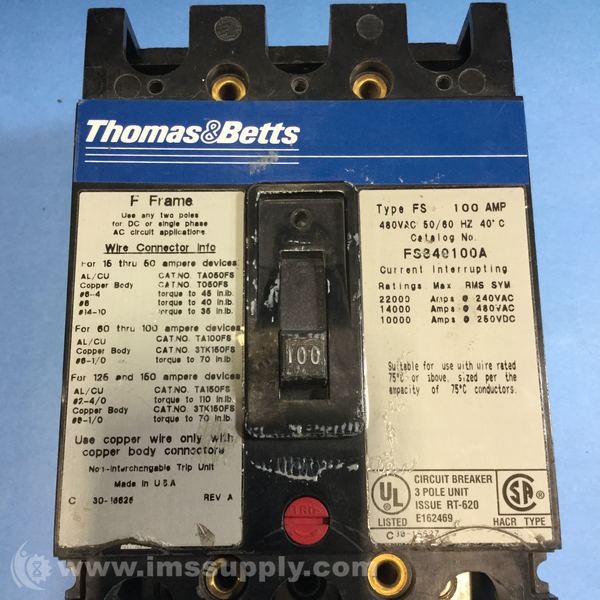 Thomas&Betts
F Frame
Use any two poles
for DC or single phase
AC circuit applications.
Wire Connector Info
For 15 thru 50 ampere devices
AL/CU CAT.NO. TA050FS
Copper Body CAT.NO. T050FS
#6-4 torque to 45 in.lb.
#8 torque to 40 in.lb.
#14-10 torque to 35 in.lb.
For 60 thru 100 ampere devices:
AL/CU CAT.NO. TA100FS
Copper Body CAT.NO. 3TK150FS
#6-1/0 torque to 70 in.lb.
For 125 and 150 ampere devices
AL/CU CAT.NO. TA150FS
#2-4/0 torque to 110 in.lb.
Copper Body CAT.NO. 3TK150FS
#6-1/0 torque to 70 in.lb.
Use copper wire only with
copper body connectors
Non-Interchangable Trip Unit
Made in U.S.A
C 30-16626 REV A
100
Type FS 100 AMP
480VAC 50/60 HZ 40°C
Catalog No.
FS340100A
Current Interrupting
Ratings Max RMS SYM
22000 Amps @ 240VAC
14000 Amps @ 480VAC
10000 Amps @ 250VDC
Suitable for use with wire rated
75°C or above, sized per the
ampacity of 75°C conductors.
UL
LISTED
CIRCUIT BREAKER
3 POLE UNIT
ISSUE RT-620
E162469
SA
HACR TYPE
www.imssupply.com